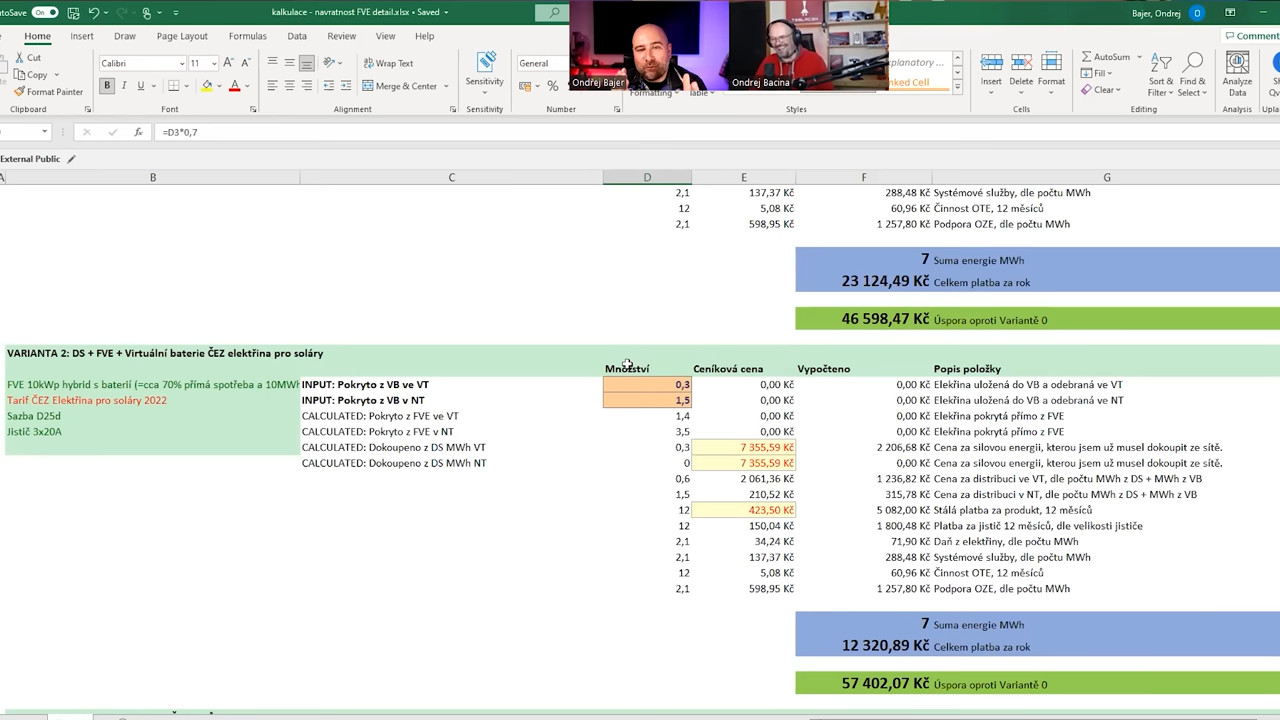 AutoSave On kalkulace - navratnost FVE detail.xlsx • Saved Bajer, Ondrej O
Home Insert Draw Page Layout Formulas Data Review View Help Comment
Cut
Copy
Format Painter
Calibri 11
B I U
Wrap Text
Merge & Center
Sensitivity
General
%
Insert Delete Format
AutoSum
Fill
Clear
Sort & Filter
Find & Select
Analyze Data
Clipboard Font Alignment Sensitivity Number Styles Cells Editing Analysis
Ondřej Bajer Ondřej Bacina
=D3*0,7
External Public
A B C D E F G
2,1 137,37 Kč 288,48 Kč Systémové služby, dle počtu MWh
12 5,08 Kč 60,96 Kč Činnost OTE, 12 měsíců
2,1 598,95 Kč 1 257,80 Kč Podpora OZE, dle počtu MWh
7 Suma energie MWh
23 124,49 Kč Celkem platba za rok
46 598,47 Kč Úspora oproti Variantě 0
VARIANTA 2: DS + FVE + Virtuální baterie ČEZ elektřina pro soláry
Množství Ceníková cena Vypočteno Popis položky
FVE 10kWp hybrid s baterií (=cca 70% přímá spotřeba a 10MWh INPUT: Pokryto z VB ve VT 0,3 0,00 Kč 0,00 Kč Elekřina uložená do VB a odebraná ve VT
Tarif ČEZ Elektřina pro soláry 2022 INPUT: Pokryto z VB v NT 1,5 0,00 Kč 0,00 Kč Elekřina uložená do VB a odebraná ve NT
Sazba D25d CALCULATED: Pokryto z FVE ve VT 1,4 0,00 Kč 0,00 Kč Elekřina pokrytá přímo z FVE
Jistič 3x20A CALCULATED: Pokryto z FVE v NT 3,5 0,00 Kč 0,00 Kč Elekřina pokrytá přímo z FVE
CALCULATED: Dokoupeno z DS MWh VT 0,3 7 355,59 Kč 2 206,68 Kč Cena za silovou energii, kterou jsem už musel dokoupit ze sítě.
CALCULATED: Dokoupeno z DS MWh NT 0 7 355,59 Kč 0,00 Kč Cena za silovou energii, kterou jsem už musel dokoupit ze sítě.
0,6 2 061,36 Kč 1 236,82 Kč Cena za distribuci ve VT, dle počtu MWh z DS + MWh z VB
1,5 210,52 Kč 315,78 Kč Cena za distribuci v NT, dle počtu MWh z DS + MWh z VB
12 423,50 Kč 5 082,00 Kč Stálá platba za produkt, 12 měsíců
12 150,04 Kč 1 800,48 Kč Platba za jistič 12 měsíců, dle velikosti jističe
2,1 34,24 Kč 71,90 Kč Daň z elektřiny, dle počtu MWh
2,1 137,37 Kč 288,48 Kč Systémové služby, dle počtu MWh
12 5,08 Kč 60,96 Kč Činnost OTE, 12 měsíců
2,1 598,95 Kč 1 257,80 Kč Podpora OZE, dle počtu MWh
7 Suma energie MWh
12 320,89 Kč Celkem platba za rok
57 402,07 Kč Úspora oproti Variantě 0